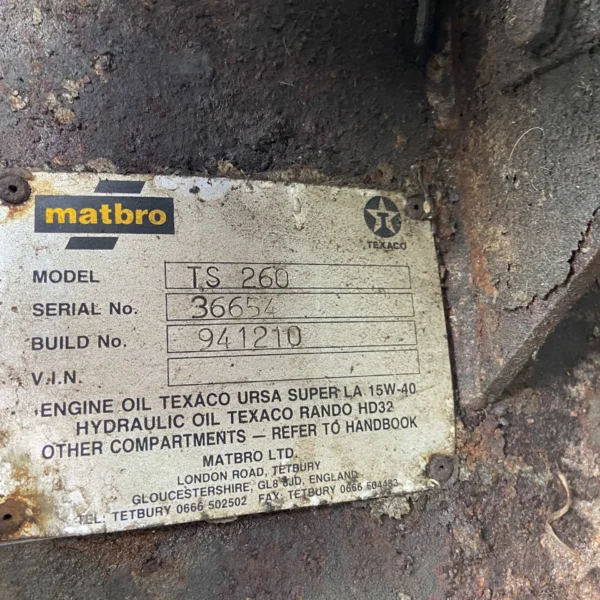 matbro
TEXACO
MODEL TS 260
SERIAL No. 36654
BUILD No. 941210
V.I.N.
ENGINE OIL TEXACO URSA SUPER LA 15W-40
HYDRAULIC OIL TEXACO RANDO HD32
OTHER COMPARTMENTS — REFER TO HANDBOOK
MATBRO LTD.
LONDON ROAD, TETBURY
GLOUCESTERSHIRE, GL8 8JD, ENGLAND
TEL: TETBURY 0666 502502 FAX: TETBURY 0666 504463